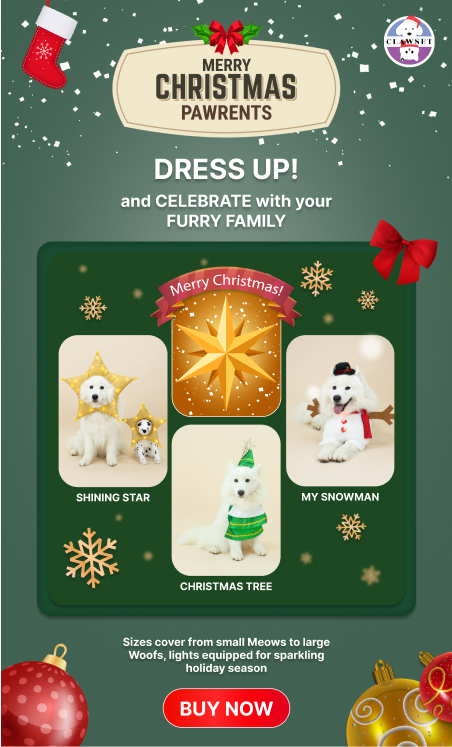 CLAWSET
MERRY
CHRISTMAS
PAWRENTS
DRESS UP!
and CELEBRATE with your
FURRY FAMILY
Merry Christmas!
SHINING STAR
MY SNOWMAN
CHRISTMAS TREE
Sizes cover from small Meows to large
Woofs, lights equipped for sparkling
holiday season
BUY NOW